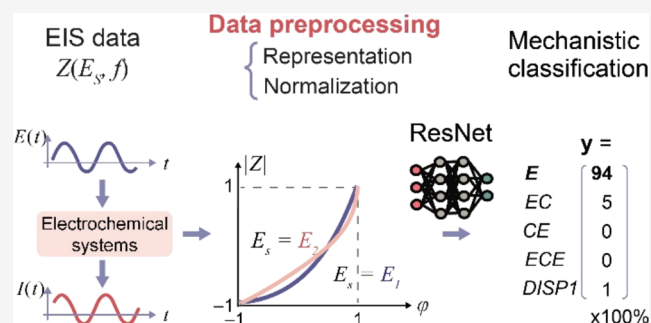 EIS data
Z(E_S, f)
Data preprocessing
Representation
Normalization
Mechanistic
classification
E(t)
t
Electrochemical
systems
I(t)
t
|Z|
1
E_s = E_2
E_s = E_1
−1
−1
1
φ
ResNet
y =
E 94
EC 5
CE 0
ECE 0
DISP1 1
x100%